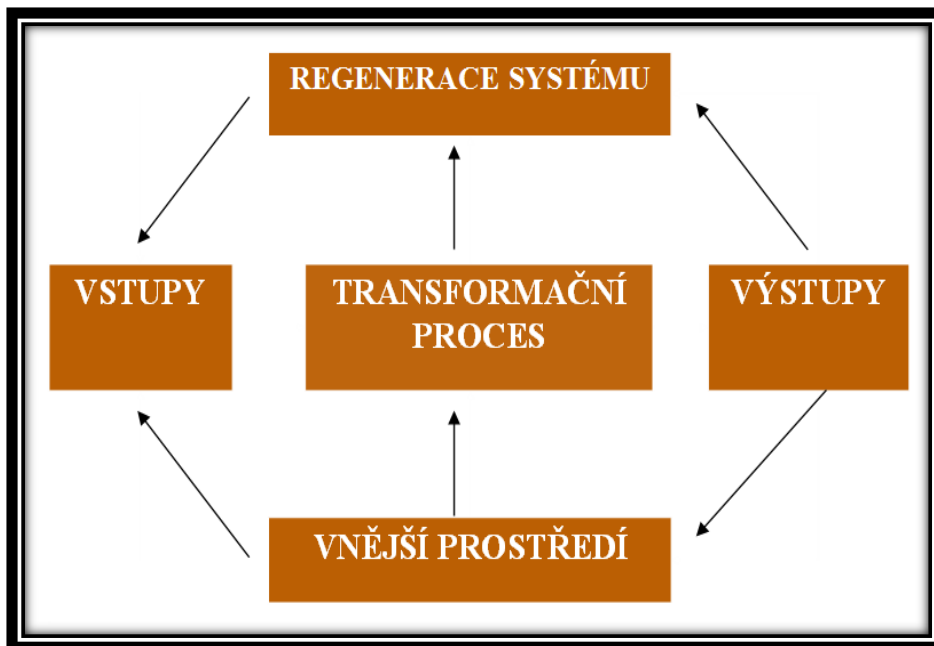 REGENERACE SYSTÉMU
VSTUPY
TRANSFORMAČNÍ
PROCES
VÝSTUPY
VNĚJŠÍ PROSTŘEDÍ